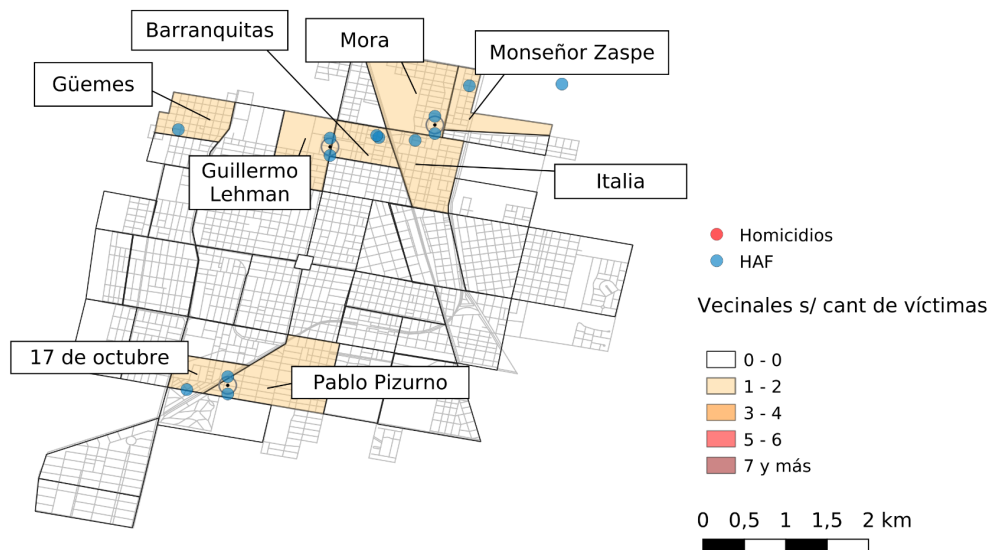 Barranquitas
Mora
Monseñor Zaspe
Güemes
Guillermo
Lehman
Italia
Homicidios
HAF
Vecinales s/ cant de víctimas
0 - 0
1 - 2
3 - 4
5 - 6
7 y más
17 de octubre
Pablo Pizurno
0 0,5 1 1,5 2 km